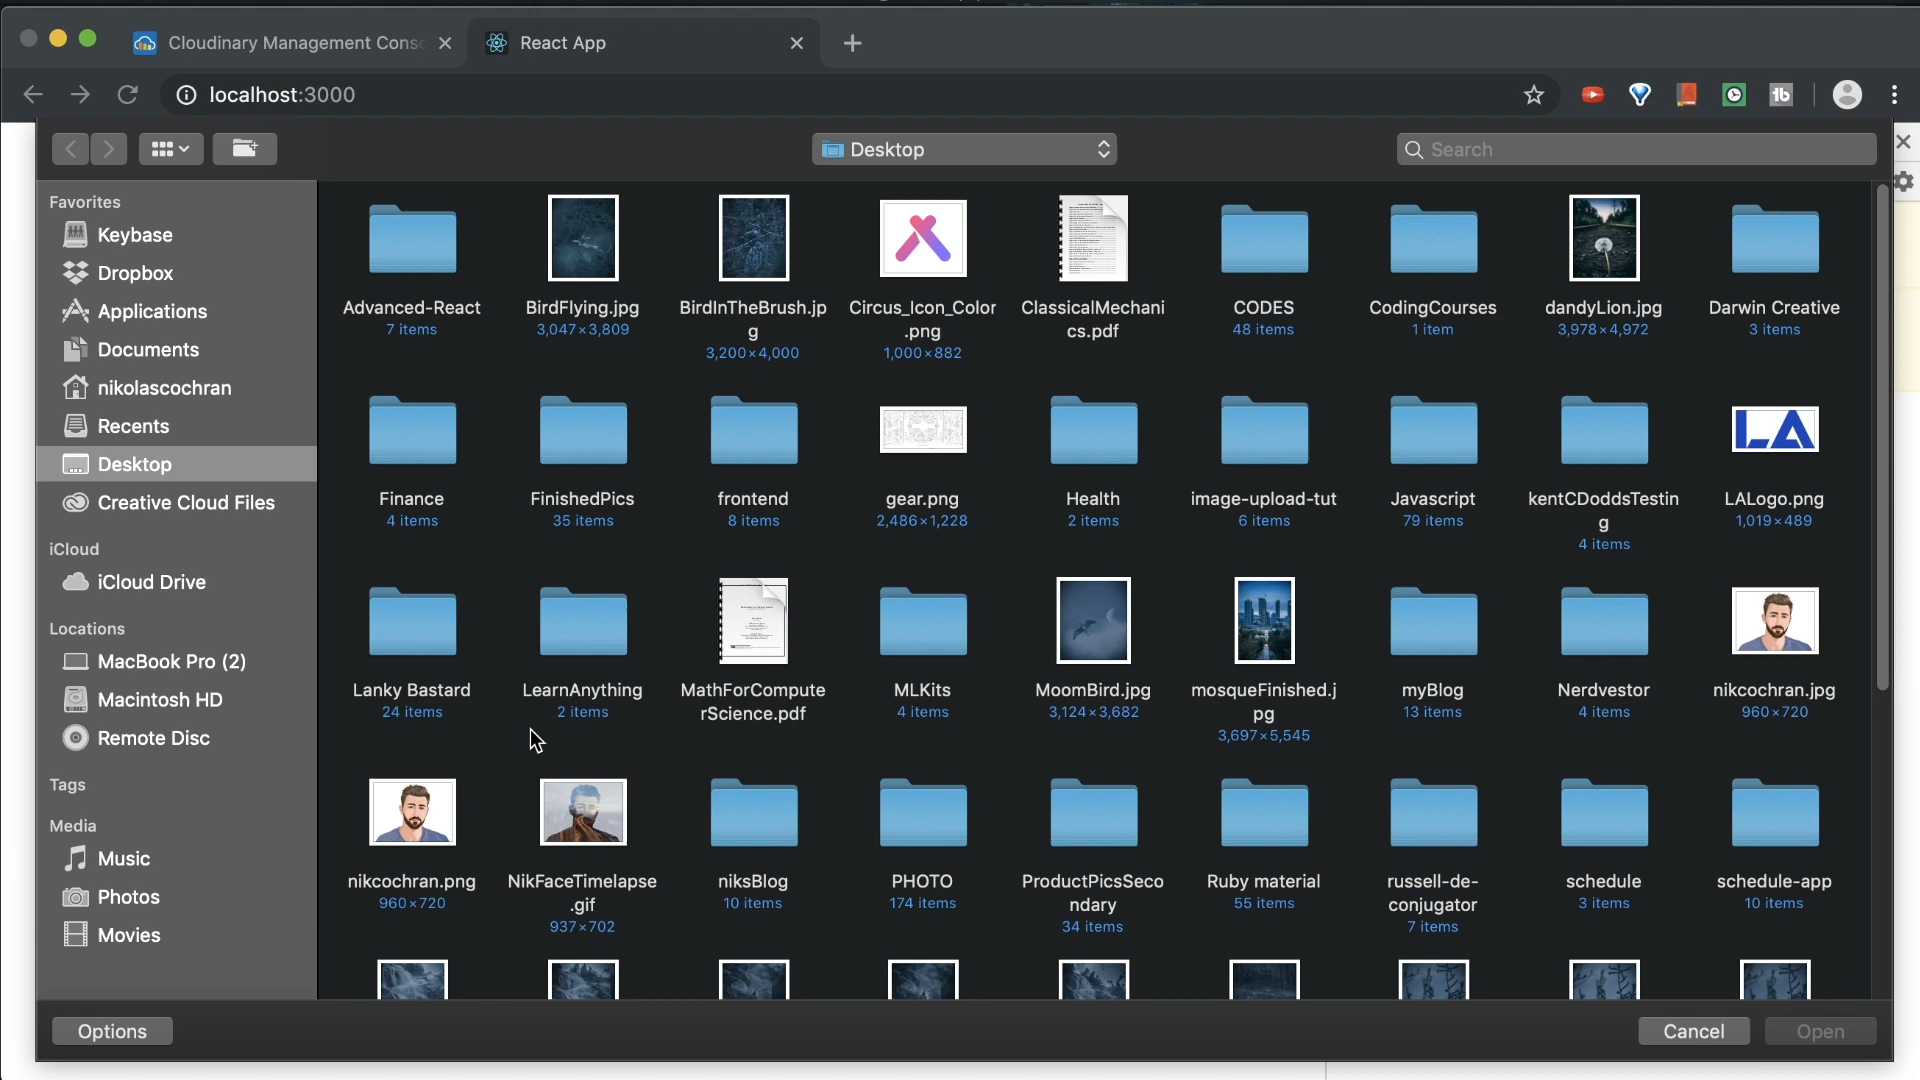 Cloudinary Management Conso
React App
localhost:3000
Desktop
Search
Favorites
Keybase
Dropbox
Applications
Documents
nikolascochran
Recents
Desktop
Creative Cloud Files
iCloud
iCloud Drive
Locations
MacBook Pro (2)
Macintosh HD
Remote Disc
Tags
Media
Music
Photos
Movies
Advanced-React
7 items
BirdFlying.jpg
3,047×3,809
BirdInTheBrush.jp
g
3,200×4,000
Circus_Icon_Color
.png
1,000×882
ClassicalMechani
cs.pdf
CODES
48 items
CodingCourses
1 item
dandyLion.jpg
3,978×4,972
Darwin Creative
3 items
Finance
4 items
FinishedPics
35 items
frontend
8 items
gear.png
2,486×1,228
Health
2 items
image-upload-tut
6 items
Javascript
79 items
kentCDoddsTestin
g
4 items
LA
LALogo.png
1,019×489
Lanky Bastard
24 items
LearnAnything
2 items
MathForCompute
rScience.pdf
MLKits
4 items
MoomBird.jpg
3,124×3,682
mosqueFinished.j
pg
3,697×5,545
myBlog
13 items
Nerdvestor
4 items
nikcochran.jpg
960×720
nikcochran.png
960×720
NikFaceTimelapse
.gif
937×702
niksBlog
10 items
PHOTO
174 items
ProductPicsSeco
ndary
34 items
Ruby material
55 items
russell-de-
conjugator
7 items
schedule
3 items
schedule-app
10 items
Options
Cancel
Open